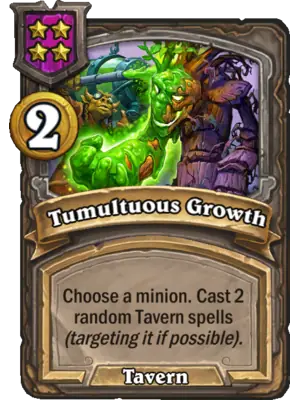 2
Tumultuous Growth
Choose a minion. Cast 2
random Tavern spells
(targeting it if possible).
Tavern